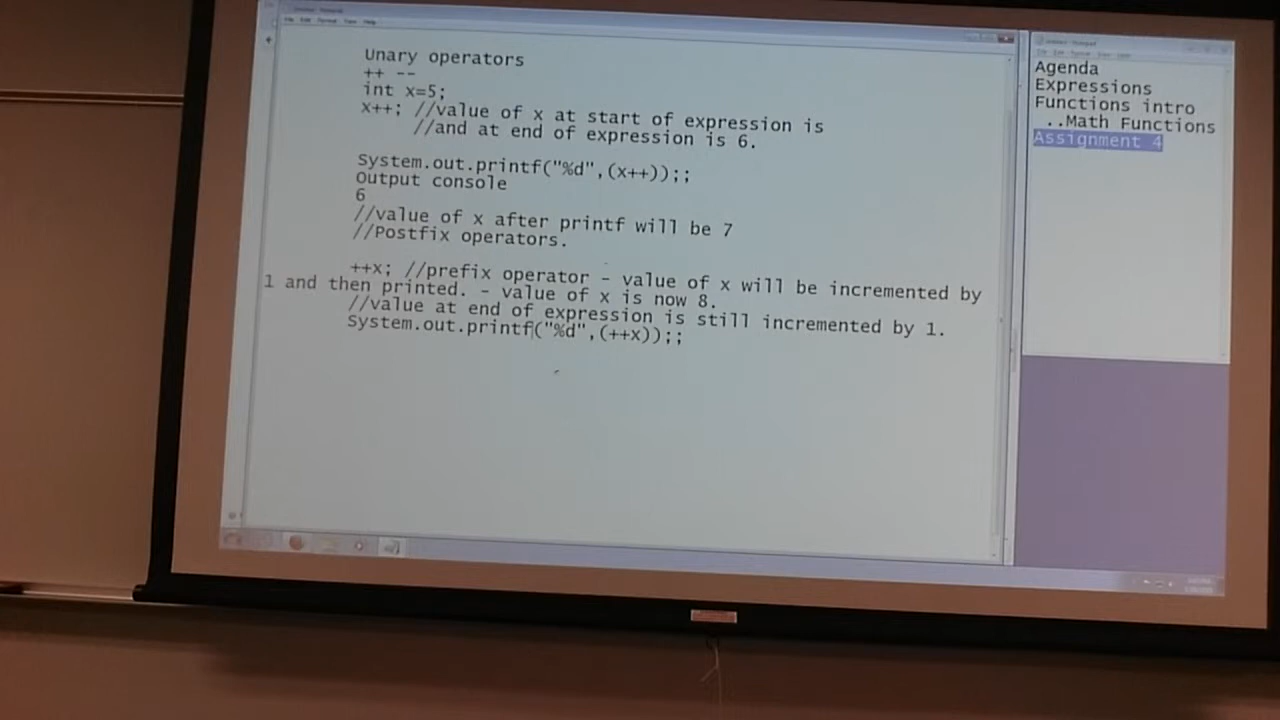 Unary operators
++ --
int x=5;
x++; //value of x at start of expression is
//and at end of expression is 6.
System.out.printf("%d",(x++));;
Output console
6
//value of x after printf will be 7
//Postfix operators.
++x; //prefix operator - value of x will be incremented by
1 and then printed. - value of x is now 8.
//value at end of expression is still incremented by 1.
System.out.printf("%d",(++x));;
Agenda
Expressions
Functions intro
..Math Functions
Assignment 4